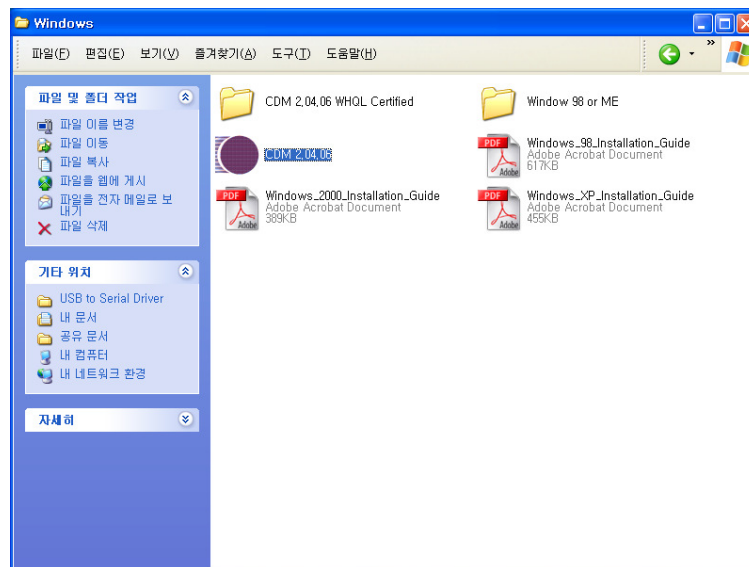 Windows
파일(F) 편집(E) 보기(V) 즐겨찾기(A) 도구(T) 도움말(H)
»
파일 및 폴더 작업
파일 이름 변경
파일 이동
파일 복사
파일을 웹에 게시
파일을 전자 메일로 보
내기
파일 삭제
기타 위치
USB to Serial Driver
내 문서
공유 문서
내 컴퓨터
내 네트워크 환경
자세히
CDM 2,04,06 WHQL Certified
Window 98 or ME
CDM 2,04,06
PDF
Adobe
Windows_98_Installation_Guide
Adobe Acrobat Document
617KB
PDF
Adobe
Windows_2000_Installation_Guide
Adobe Acrobat Document
389KB
PDF
Adobe
Windows_XP_Installation_Guide
Adobe Acrobat Document
455KB